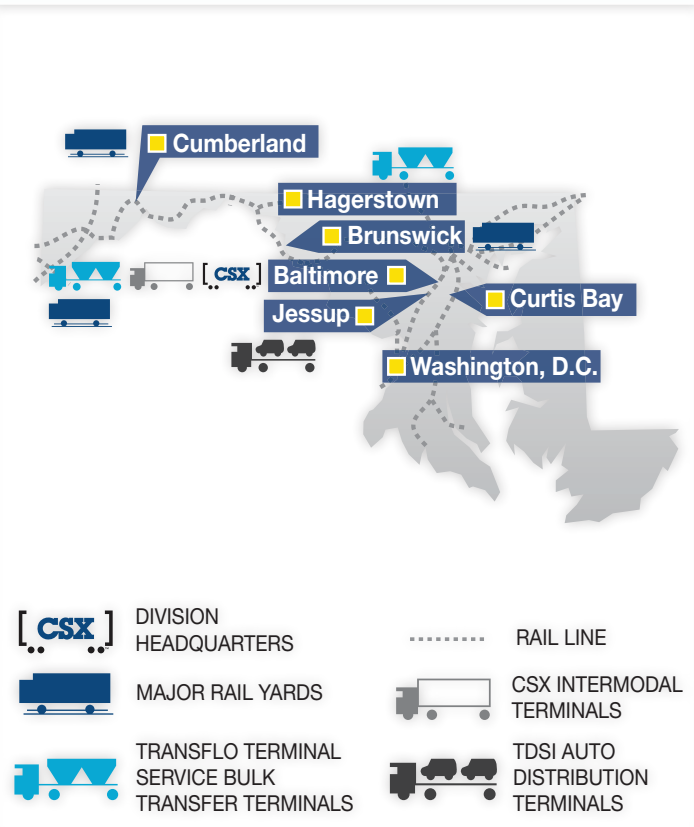 Cumberland
Hagerstown
Brunswick
CSX
Baltimore
Curtis Bay
Jessup
Washington, D.C.
CSX
DIVISION
HEADQUARTERS
RAIL LINE
MAJOR RAIL YARDS
CSX INTERMODAL
TERMINALS
TRANSFLO TERMINAL
SERVICE BULK
TRANSFER TERMINALS
TDSI AUTO
DISTRIBUTION
TERMINALS